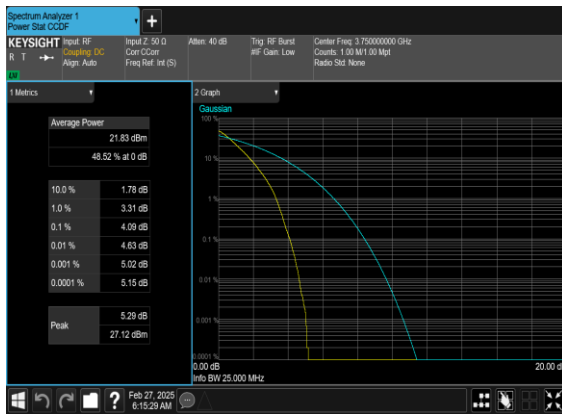 Spectrum Analyzer 1
Power Stat CCDF
KEYSIGHT
R T
Input: RF
Coupling: DC
Align: Auto
Input Z: 50 Ω
Corr CCorr
Freq Ref: Int (S)
Atten: 40 dB
Trig: RF Burst
#IF Gain: Low
Center Freq: 3.750000000 GHz
Counts: 1.00 M/1.00 Mpt
Radio Std: None
1 Metrics
Average Power
21.83 dBm
48.52 % at 0 dB
10.0 % 1.78 dB
1.0 % 3.31 dB
0.1 % 4.09 dB
0.01 % 4.63 dB
0.001 % 5.02 dB
0.0001 % 5.15 dB
Peak
5.29 dB
27.12 dBm
2 Graph
Gaussian
100 %
10 %
1 %
0.1 %
0.01 %
0.001 %
0.0001 %
0.00 dB
20.00 d
Info BW 25.000 MHz
?
Feb 27, 2025
6:15:29 AM